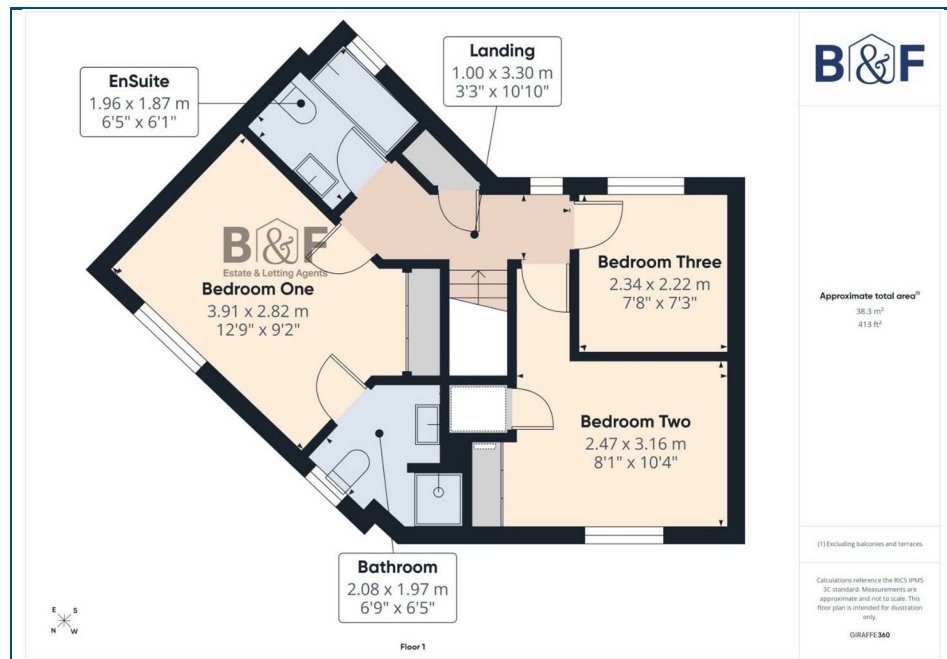 EnSuite
1.96 x 1.87 m
6'5" x 6'1"
Landing
1.00 x 3.30 m
3'3" x 10'10"
B&F
B&F
Estate & Letting Agents
Bedroom One
3.91 x 2.82 m
12'9" x 9'2"
Bedroom Three
2.34 x 2.22 m
7'8" x 7'3"
Bedroom Two
2.47 x 3.16 m
8'1" x 10'4"
Bathroom
2.08 x 1.97 m
6'9" x 6'5"
E S
N W
Floor 1
Approximate total area(1)
38.3 m²
413 ft²
(1) Excluding balconies and terraces
Calculations reference the RICS IPMS
3C standard. Measurements are
approximate and not to scale. This
floor plan is intended for illustration
only.
GIRAFFE360